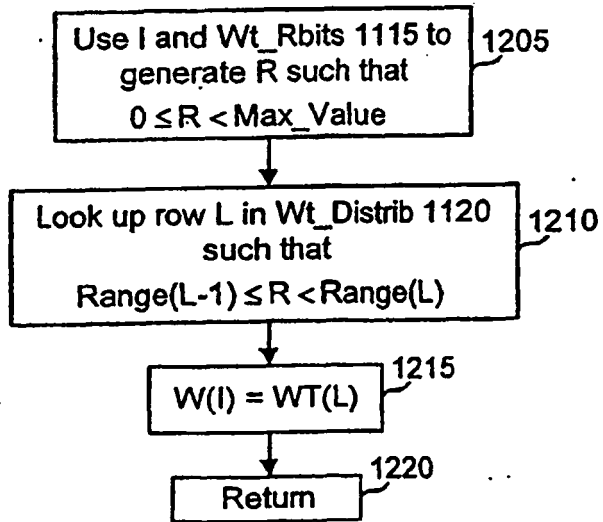 Use I and Wt_Rbits 1115 to
generate R such that
0 ≤ R < Max_Value
1205
Look up row L in Wt_Distrib 1120
such that
Range(L-1) ≤ R < Range(L)
1210
W(I) = WT(L)
1215
Return
1220